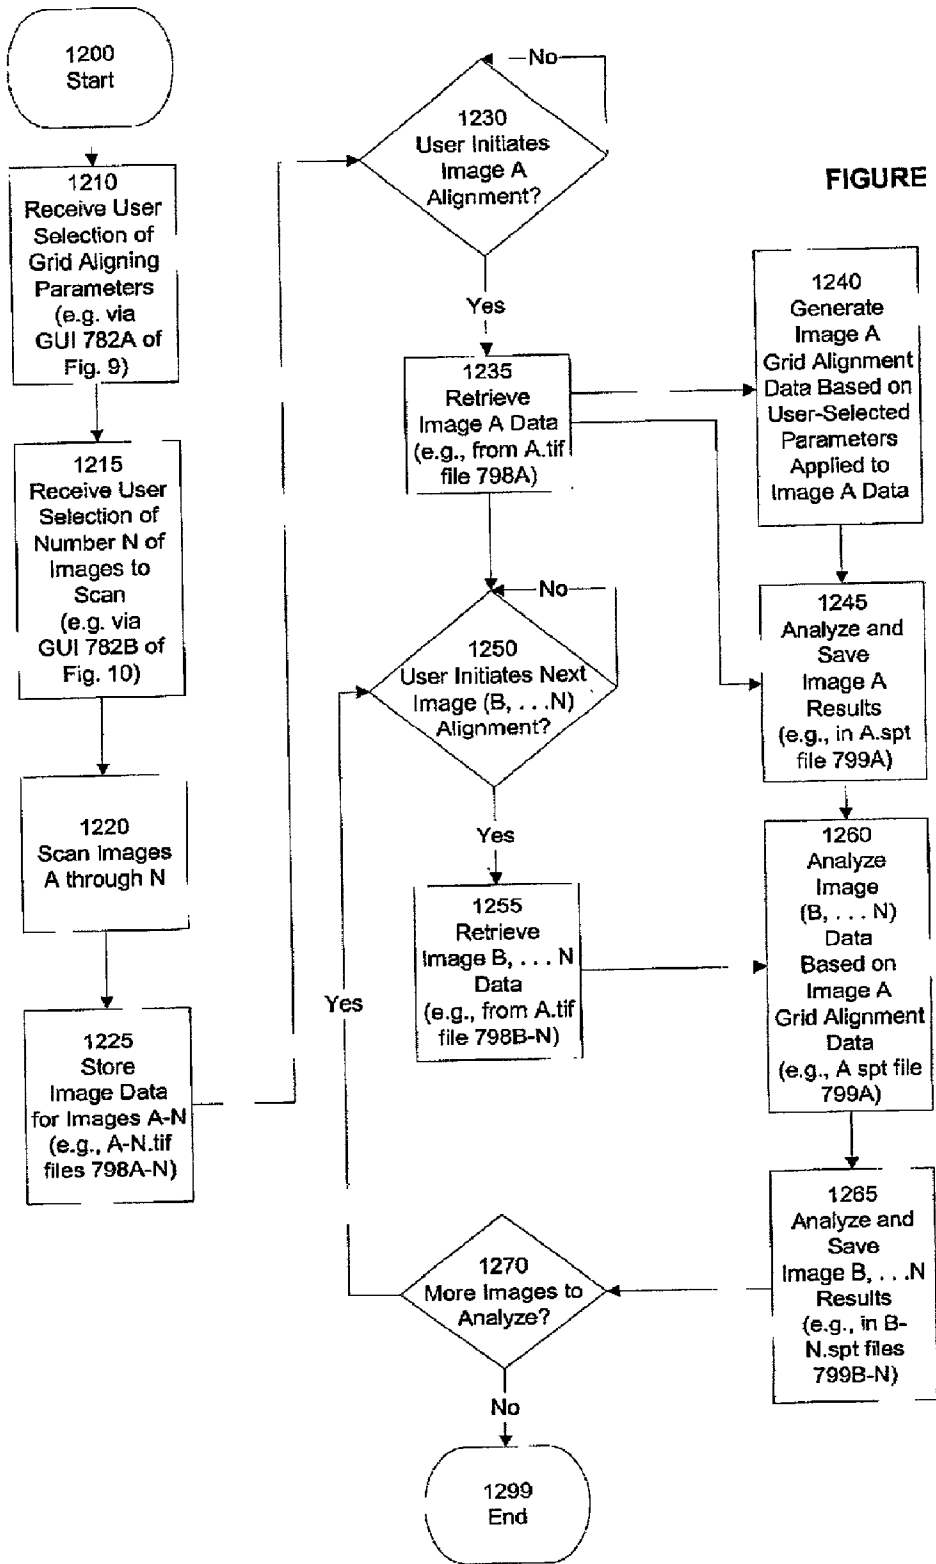 1200
Start
1210
Receive User
Selection of
Grid Aligning
Parameters
(e.g. via
GUI 782A of
Fig. 9)
1215
Receive User
Selection of
Number N of
Images to
Scan
(e.g. via
GUI 782B of
Fig. 10)
1220
Scan Images
A through N
1225
Store
Image Data
for Images A-N
(e.g., A-N.tif
files 798A-N)
No
1230
User Initiates
Image A
Alignment?
Yes
1235
Retrieve
Image A Data
(e.g., from A.tif
file 798A)
No
1250
User Initiates Next
Image (B, . . .N)
Alignment?
Yes
1255
Retrieve
Image B, . . . N
Data
(e.g., from A.tif
file 798B-N)
Yes
1270
More Images to
Analyze?
No
1299
End
FIGURE
1240
Generate
Image A
Grid Alignment
Data Based on
User-Selected
Parameters
Applied to
Image A Data
1245
Analyze and
Save
Image A
Results
(e.g., in A.spt
file 799A)
1260
Analyze
Image
(B, . . . N)
Data
Based on
Image A
Grid Alignment
Data
(e.g., A spt file
799A)
1265
Analyze and
Save
Image B, . . .N
Results
(e.g., in B-
N.spt files
799B-N)